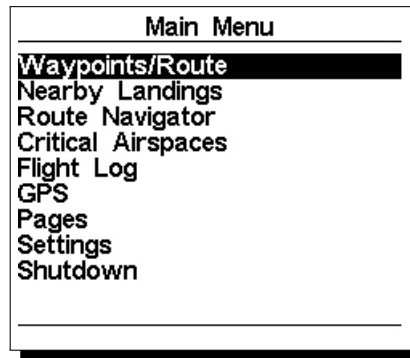 Main Menu
Waypoints/Route
Nearby Landings
Route Navigator
Critical Airspaces
Flight Log
GPS
Pages
Settings
Shutdown